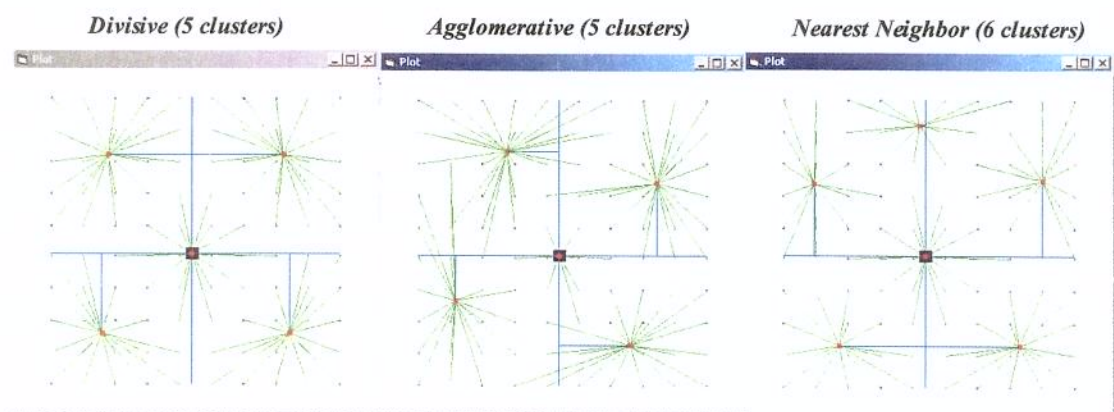 Divisive (5 clusters)
Agglomerative (5 clusters)
Nearest Neighbor (6 clusters)
Plot
Plot
Plot